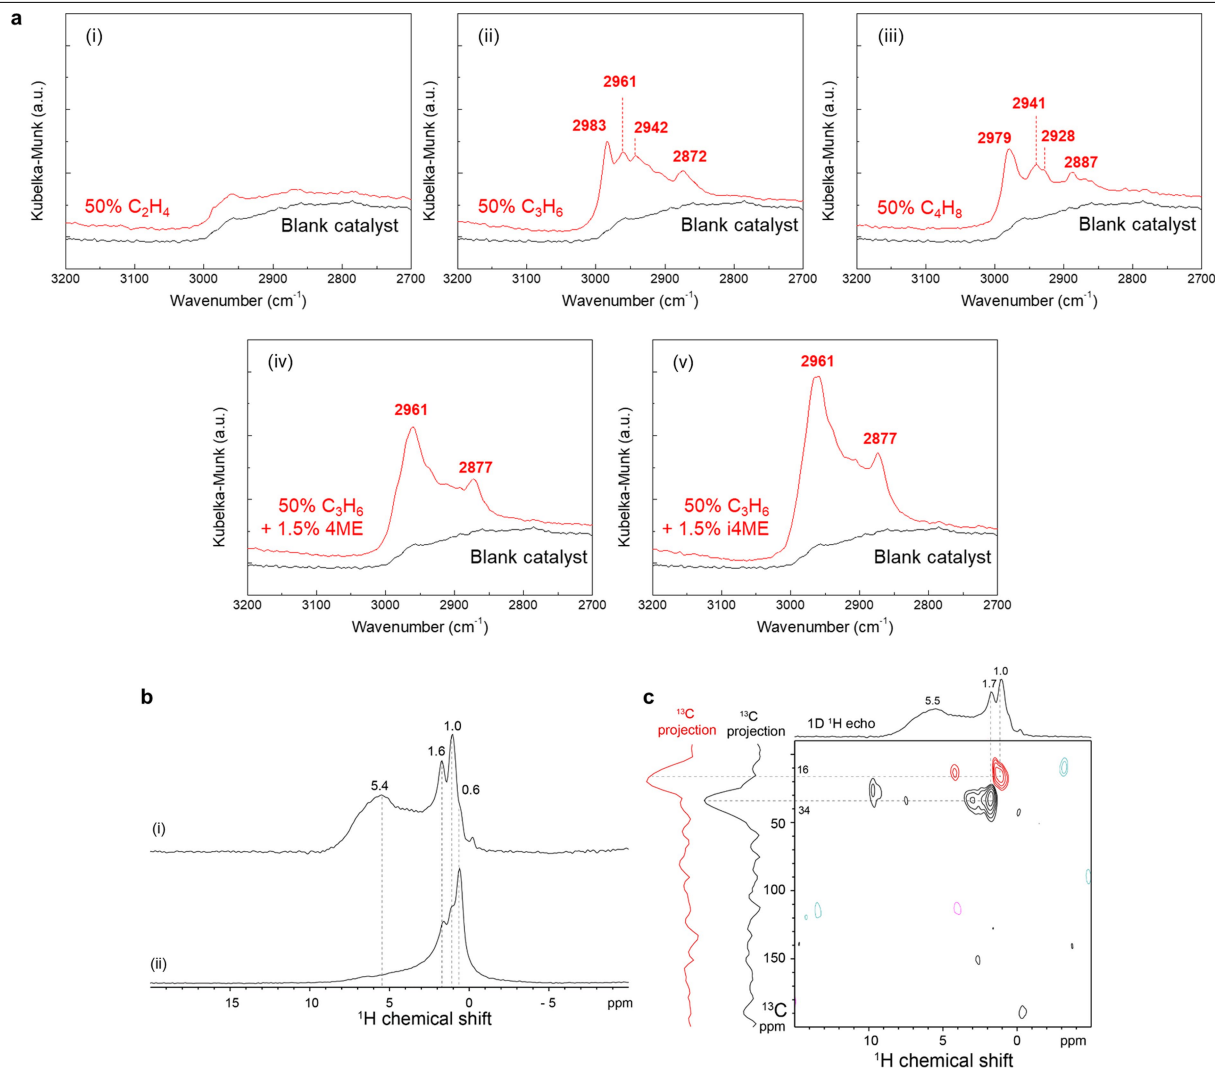 a
(i)
Kubelka-Munk (a.u.)
50% C₂H₄
Blank catalyst
3200 3100 3000 2900 2800 2700
Wavenumber (cm⁻¹)
(ii)
Kubelka-Munk (a.u.)
2961
2983
2942
2872
50% C₃H₆
Blank catalyst
3200 3100 3000 2900 2800 2700
Wavenumber (cm⁻¹)
(iii)
Kubelka-Munk (a.u.)
2941
2979
2928
2887
50% C₄H₈
Blank catalyst
3200 3100 3000 2900 2800 2700
Wavenumber (cm⁻¹)
(iv)
Kubelka-Munk (a.u.)
2961
2877
50% C₃H₆
+ 1.5% 4ME
Blank catalyst
3200 3100 3000 2900 2800 2700
Wavenumber (cm⁻¹)
(v)
Kubelka-Munk (a.u.)
2961
2877
50% C₃H₆
+ 1.5% i4ME
Blank catalyst
3200 3100 3000 2900 2800 2700
Wavenumber (cm⁻¹)
b
1.0
1.6
5.4
0.6
(i)
(ii)
15 10 5 0 - 5 ppm
¹H chemical shift
c
1.0
1.7
5.5
1D ¹H echo
¹³C
projection
¹³C
projection
16
34
50
100
150
¹³C
ppm
10 5 0 ppm
¹H chemical shift